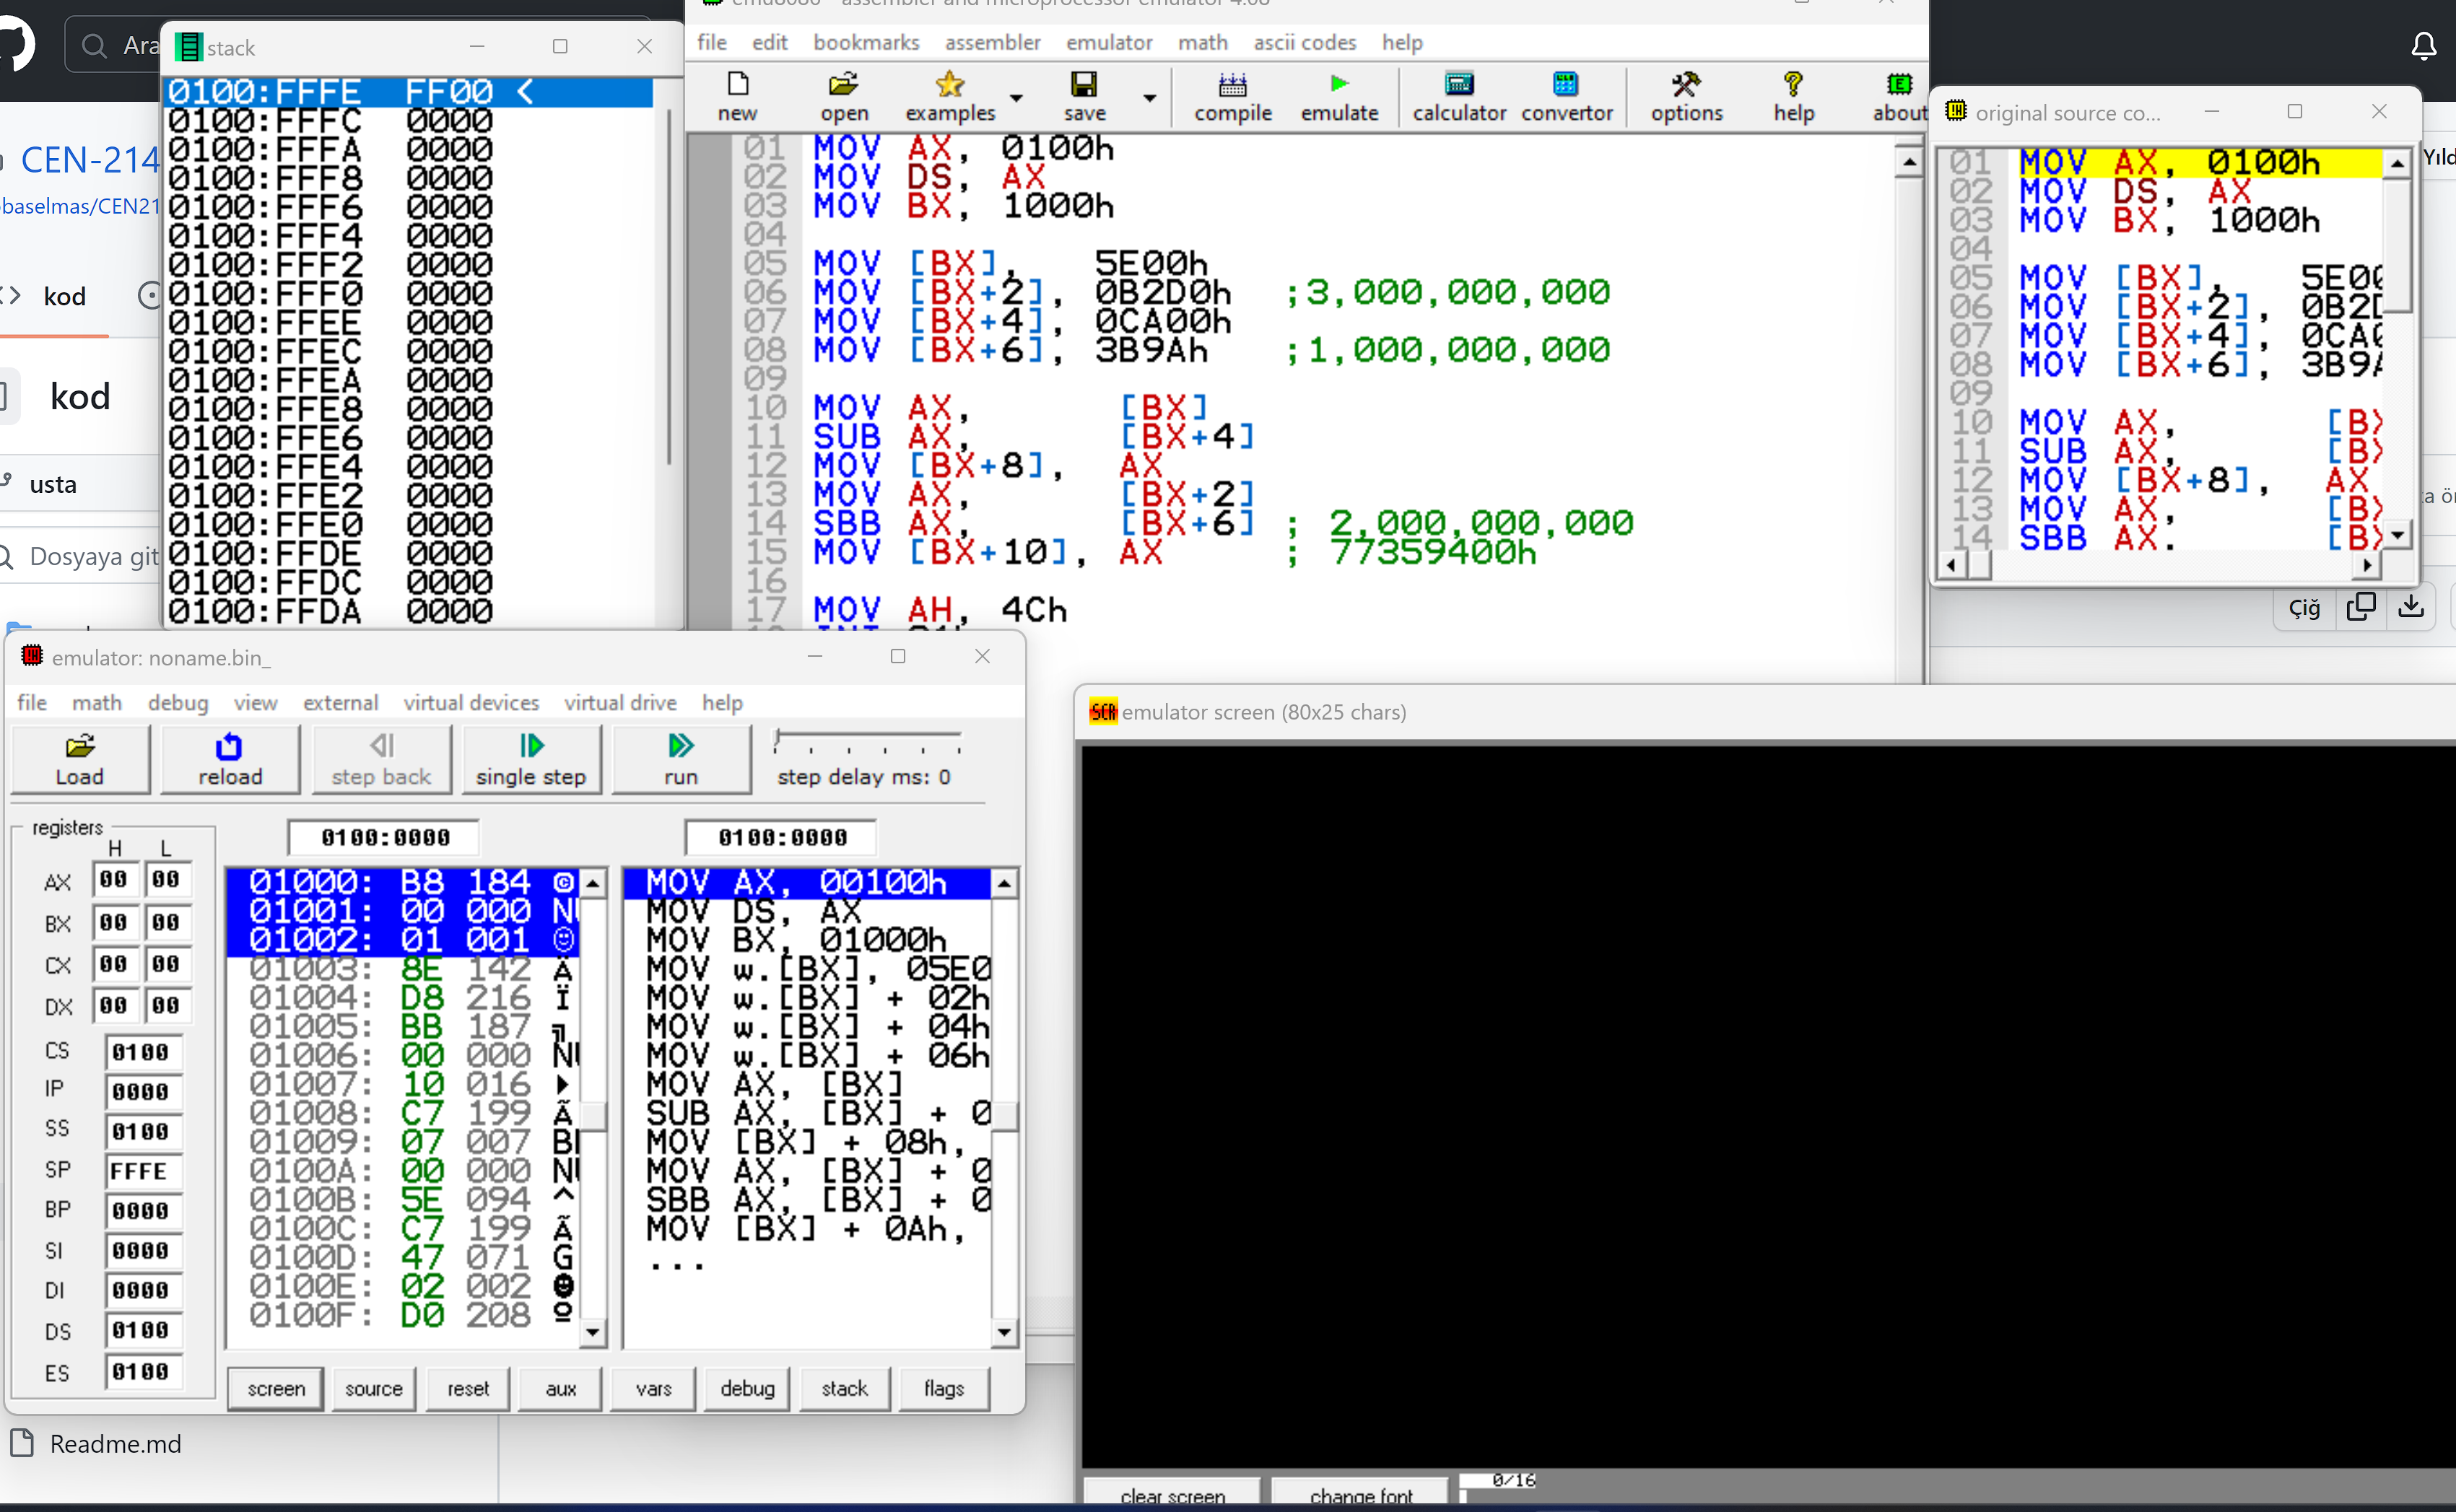 Ara
CEN-214
baselmas/CEN21
kod
kod
usta
Dosyaya git
Readme.md
stack
0100:FFFE FF00 <
0100:FFFC 0000
0100:FFFA 0000
0100:FFF8 0000
0100:FFF6 0000
0100:FFF4 0000
0100:FFF2 0000
0100:FFF0 0000
0100:FFEE 0000
0100:FFEC 0000
0100:FFEA 0000
0100:FFE8 0000
0100:FFE6 0000
0100:FFE4 0000
0100:FFE2 0000
0100:FFE0 0000
0100:FFDE 0000
0100:FFDC 0000
0100:FFDA 0000
file edit bookmarks assembler emulator math ascii codes help
new open examples save compile emulate calculator convertor options help about
01 MOV AX, 0100h
02 MOV DS, AX
03 MOV BX, 1000h
04
05 MOV [BX], 5E00h
06 MOV [BX+2], 0B2D0h ;3,000,000,000
07 MOV [BX+4], 0CA00h
08 MOV [BX+6], 3B9Ah ;1,000,000,000
09
10 MOV AX, [BX]
11 SUB AX, [BX+4]
12 MOV [BX+8], AX
13 MOV AX, [BX+2]
14 SBB AX, [BX+6] ; 2,000,000,000
15 MOV [BX+10], AX ; 77359400h
16
17 MOV AH, 4Ch
original source co...
01 MOV AX, 0100h
02 MOV DS, AX
03 MOV BX, 1000h
04
05 MOV [BX], 5E00
06 MOV [BX+2], 0B2D
07 MOV [BX+4], 0CA0
08 MOV [BX+6], 3B9A
09
10 MOV AX, [BX
11 SUB AX, [BX
12 MOV [BX+8], AX
13 MOV AX, [BX
14 SBB AX, [BX
Yıld
Çiğ
emulator: noname.bin_
file math debug view external virtual devices virtual drive help
Load reload step back single step run step delay ms: 0
registers
H L
AX 00 00
BX 00 00
CX 00 00
DX 00 00
CS 0100
IP 0000
SS 0100
SP FFFE
BP 0000
SI 0000
DI 0000
DS 0100
ES 0100
0100:0000
01000: B8 184 ©
01001: 00 000 NU
01002: 01 001 ☺
01003: 8E 142 Ä
01004: D8 216 Ï
01005: BB 187 ╗
01006: 00 000 NU
01007: 10 016 ►
01008: C7 199 Ã
01009: 07 007 BE
0100A: 00 000 NU
0100B: 5E 094 ^
0100C: C7 199 Ã
0100D: 47 071 G
0100E: 02 002 ☻
0100F: D0 208 º
0100:0000
MOV AX, 00100h
MOV DS, AX
MOV BX, 01000h
MOV w.[BX], 05E0
MOV w.[BX] + 02h
MOV w.[BX] + 04h
MOV w.[BX] + 06h
MOV AX, [BX]
SUB AX, [BX] + 0
MOV [BX] + 08h,
MOV AX, [BX] + 0
SBB AX, [BX] + 0
MOV [BX] + 0Ah,
...
screen source reset aux vars debug stack flags
emulator screen (80x25 chars)
clear screen change font 0/16